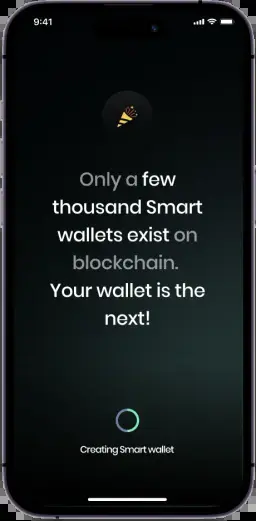 9:41
Only a few
thousand Smart
wallets exist on
blockchain.
Your wallet is the
next!
Creating Smart wallet